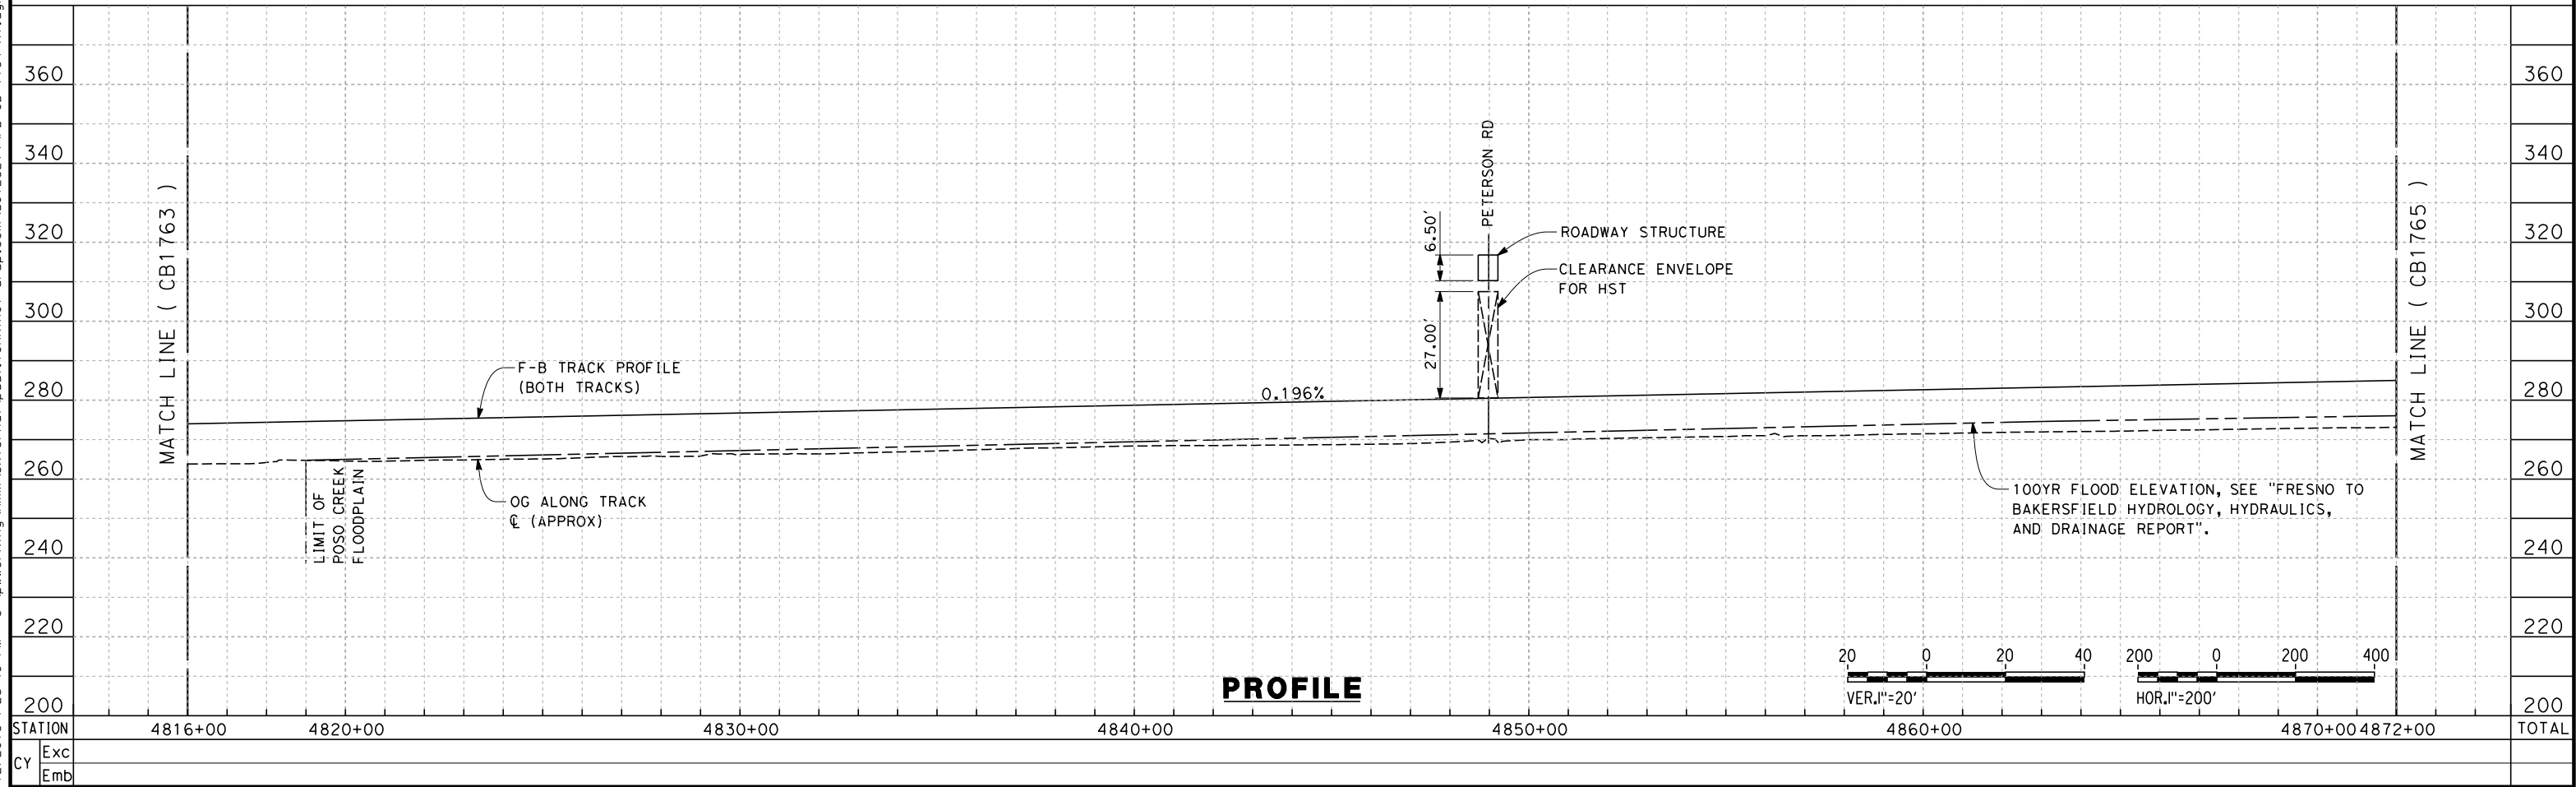 360
340
320
300
280
260
240
220
200
MATCH LINE ( CB1763 )
F-B TRACK PROFILE
(BOTH TRACKS)
LIMIT OF
POSO CREEK
FLOODPLAIN
OG ALONG TRACK
℄ (APPROX)
0.196%
PETERSON RD
6.50'
27.00'
ROADWAY STRUCTURE
CLEARANCE ENVELOPE
FOR HST
100YR FLOOD ELEVATION, SEE "FRESNO TO
BAKERSFIELD HYDROLOGY, HYDRAULICS,
AND DRAINAGE REPORT".
MATCH LINE ( CB1765 )
360
340
320
300
280
260
240
220
200
PROFILE
20 0 20 40
VER.1"=20'
200 0 200 400
HOR.1"=200'
STATION 4816+00 4820+00 4830+00 4840+00 4850+00 4860+00 4870+00 4872+00 TOTAL
CY
Exc
Emb